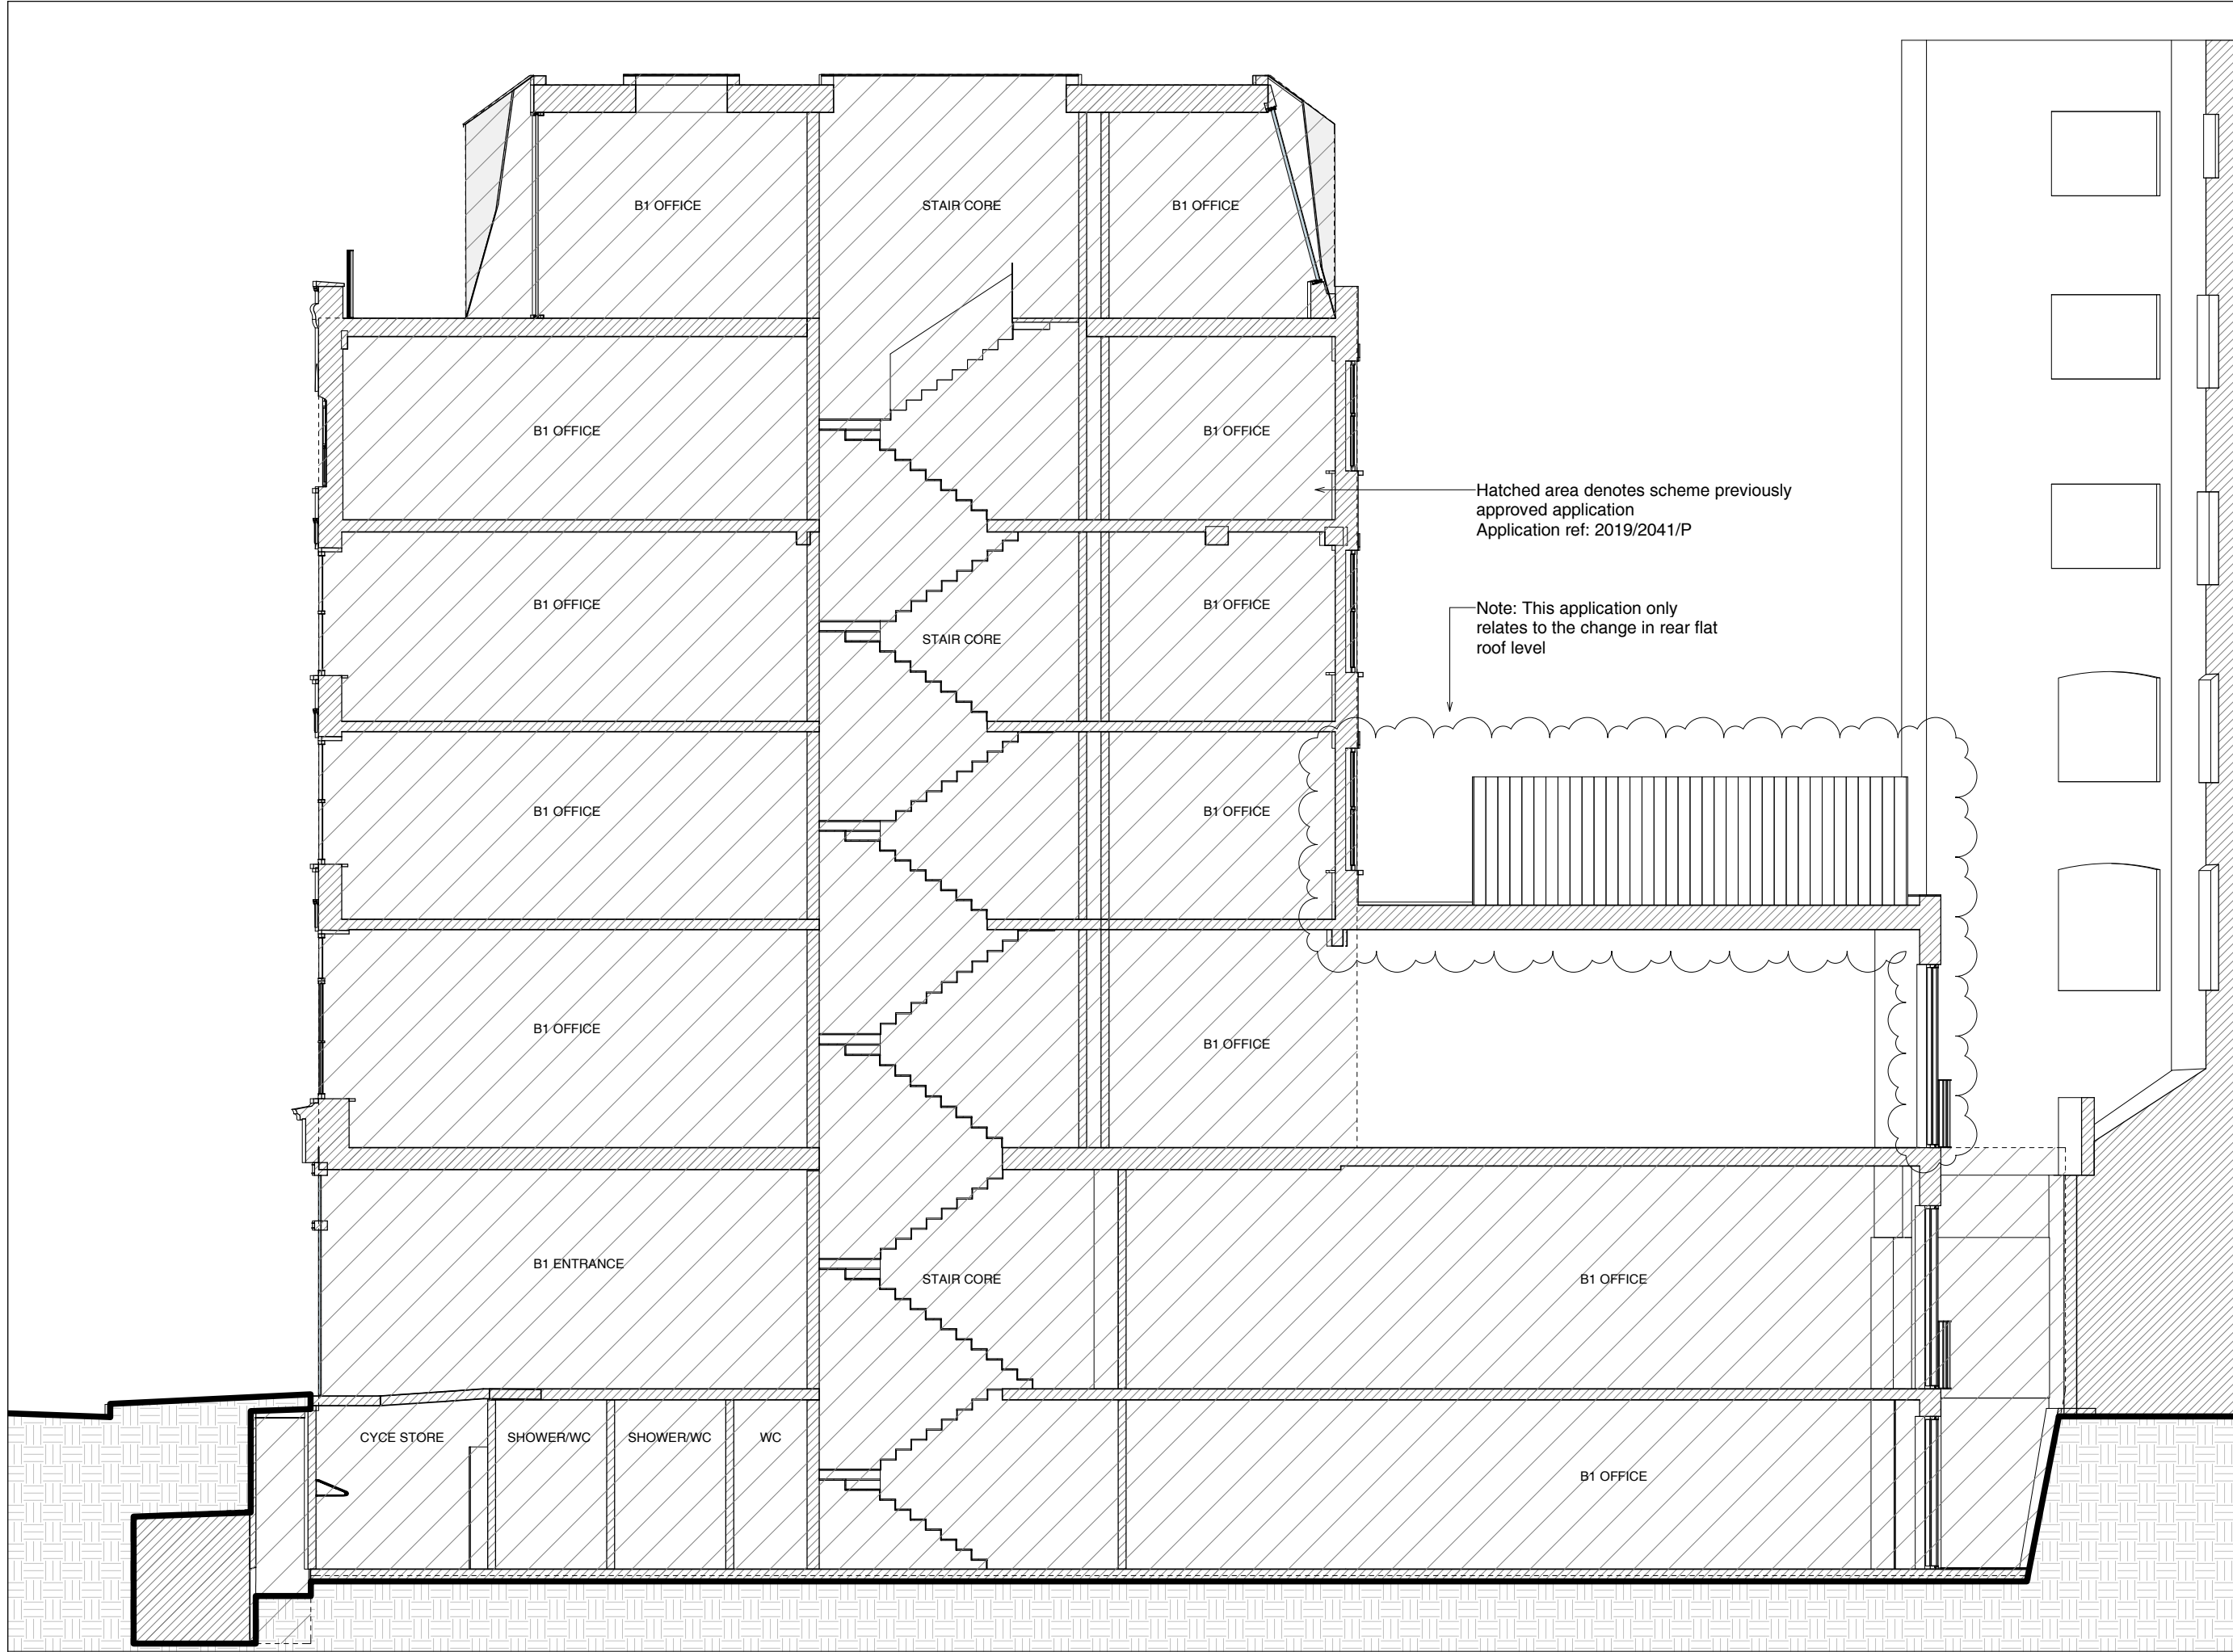 B1 OFFICE
STAIR CORE
B1 OFFICE
B1 OFFICE
B1 OFFICE
Hatched area denotes scheme previously
approved application
Application ref: 2019/2041/P
B1 OFFICE
B1 OFFICE
STAIR CORE
Note: This application only
relates to the change in rear flat
roof level
B1 OFFICE
B1 OFFICE
B1 OFFICE
B1 OFFICE
B1 ENTRANCE
STAIR CORE
B1 OFFICE
CYCE STORE
SHOWER/WC
SHOWER/WC
WC
B1 OFFICE